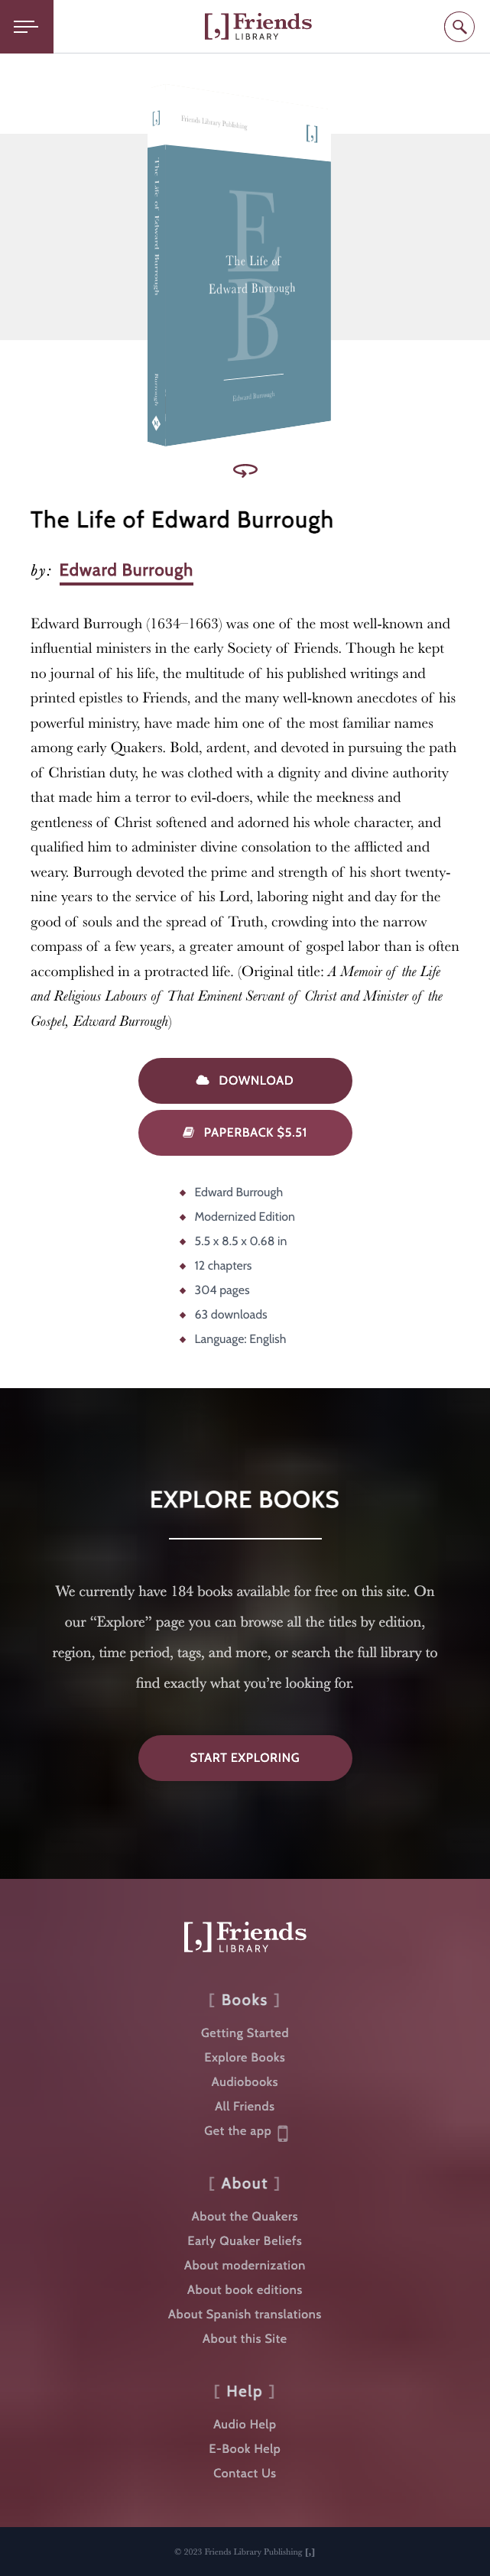 [,] Friends
LIBRARY
[,] Friends Library Publishing [,]
The Life of Edward Burrough
Burrough
E
B
The Life of
Edward Burrough
Edward Burrough
The Life of Edward Burrough
by: Edward Burrough
Edward Burrough (1634–1663) was one of the most well-known and
influential ministers in the early Society of Friends. Though he kept
no journal of his life, the multitude of his published writings and
printed epistles to Friends, and the many well-known anecdotes of his
powerful ministry, have made him one of the most familiar names
among early Quakers. Bold, ardent, and devoted in pursuing the path
of Christian duty, he was clothed with a dignity and divine authority
that made him a terror to evil-doers, while the meekness and
gentleness of Christ softened and adorned his whole character, and
qualified him to administer divine consolation to the afflicted and
weary. Burrough devoted the prime and strength of his short twenty-
nine years to the service of his Lord, laboring night and day for the
good of souls and the spread of Truth, crowding into the narrow
compass of a few years, a greater amount of gospel labor than is often
accomplished in a protracted life. (Original title: A Memoir of the Life
and Religious Labours of That Eminent Servant of Christ and Minister of the
Gospel, Edward Burrough)
DOWNLOAD
PAPERBACK $5.51
Edward Burrough
Modernized Edition
5.5 x 8.5 x 0.68 in
12 chapters
304 pages
63 downloads
Language: English
EXPLORE BOOKS
We currently have 184 books available for free on this site. On
our “Explore” page you can browse all the titles by edition,
region, time period, tags, and more, or search the full library to
find exactly what you’re looking for.
START EXPLORING
[,] Friends
LIBRARY
[ Books ]
Getting Started
Explore Books
Audiobooks
All Friends
Get the app
[ About ]
About the Quakers
Early Quaker Beliefs
About modernization
About book editions
About Spanish translations
About this Site
[ Help ]
Audio Help
E-Book Help
Contact Us
© 2023 Friends Library Publishing [,]